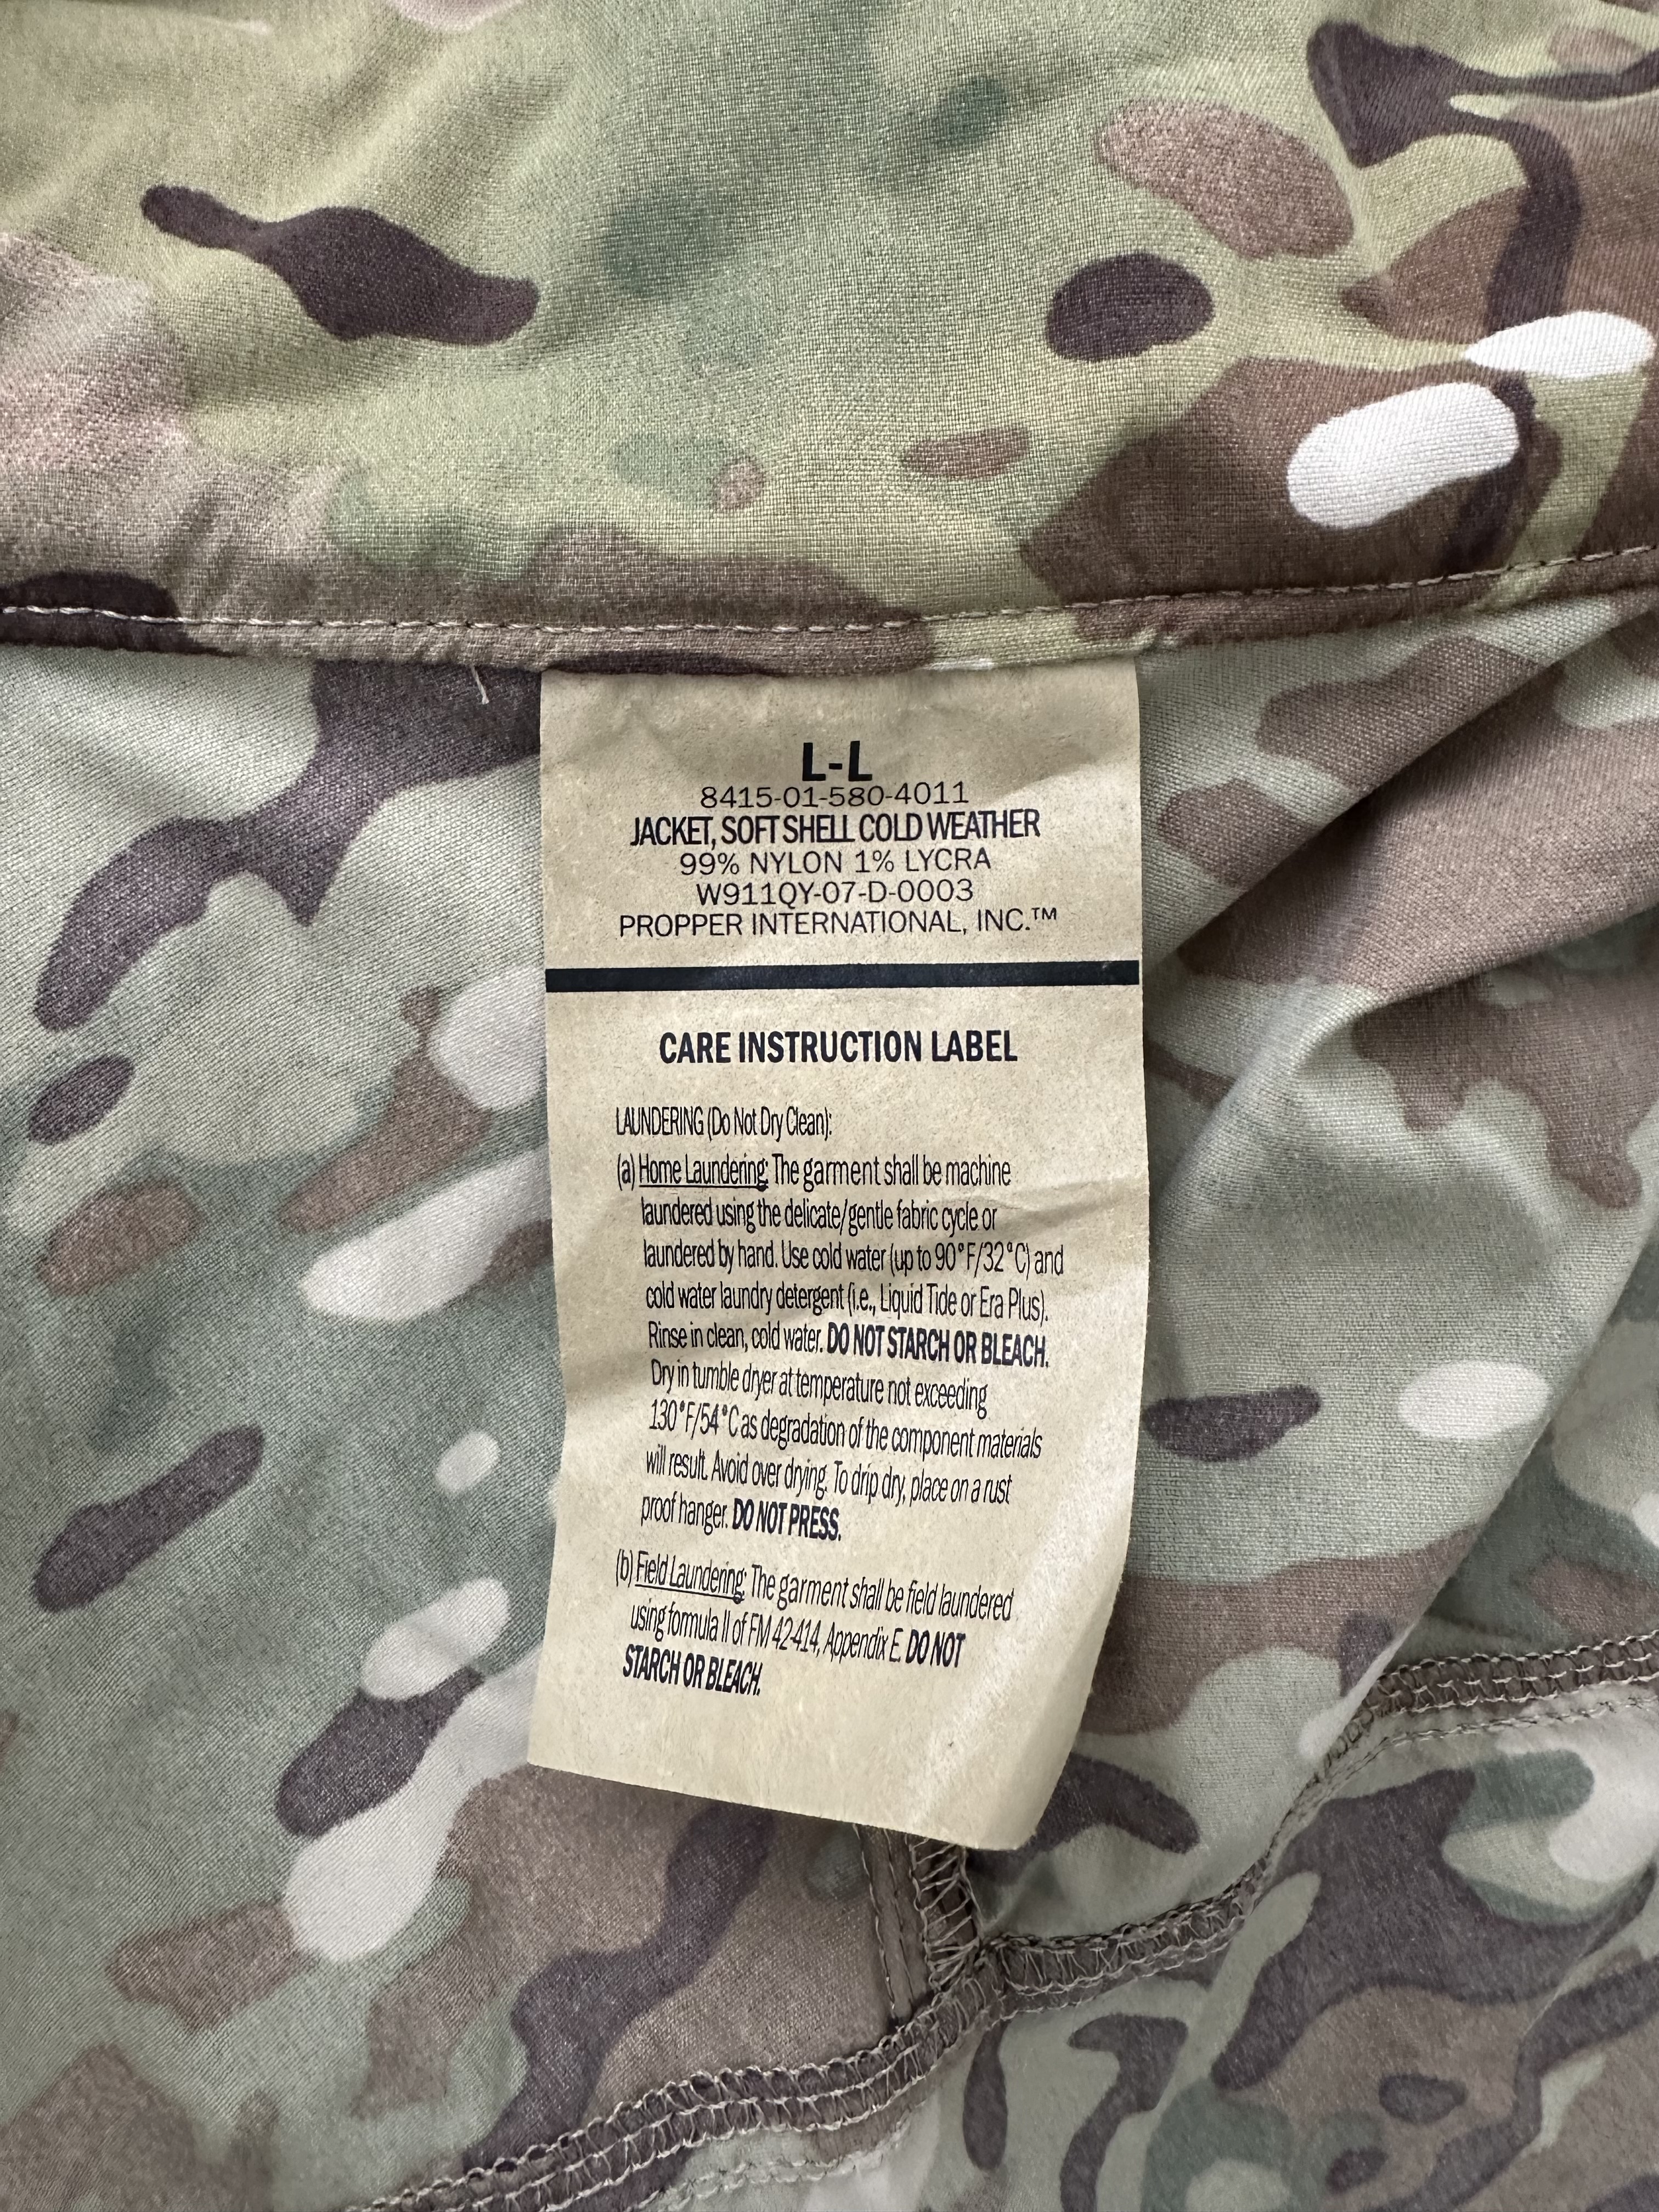 L-L
8415-01-580-4011
JACKET, SOFT SHELL COLD WEATHER
99% NYLON 1% LYCRA
W911QY-07-D-0003
PROPPER INTERNATIONAL, INC.™
CARE INSTRUCTION LABEL
LAUNDERING (Do Not Dry Clean):
(a) Home Laundering: The garment shall be machine
laundered using the delicate/gentle fabric cycle or
laundered by hand. Use cold water (up to 90°F/32°C) and
cold water laundry detergent (i.e., Liquid Tide or Era Plus).
Rinse in clean, cold water. DO NOT STARCH OR BLEACH.
Dry in tumble dryer at temperature not exceeding
130°F/54°C as degradation of the component materials
will result. Avoid over drying. To drip dry, place on a rust
proof hanger. DO NOT PRESS.
(b) Field Laundering: The garment shall be field laundered
using formula II of FM 42-414, Appendix E. DO NOT
STARCH OR BLEACH.